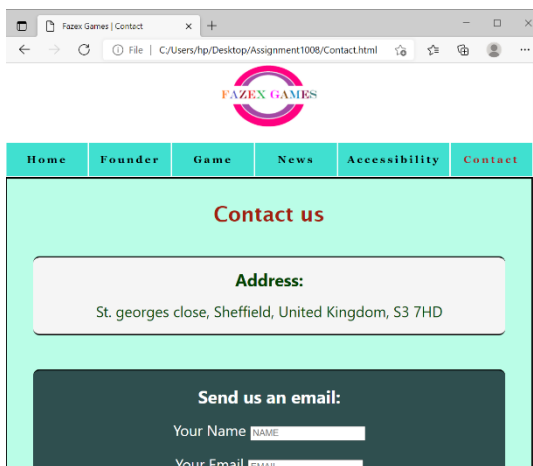 Fazex Games | Contact
File | C:/Users/hp/Desktop/Assignment1008/Contact.html
FAZEX GAMES
Home Founder Game News Accessibility Contact
Contact us
Address:
St. georges close, Sheffield, United Kingdom, S3 7HD
Send us an email:
Your Name NAME
Your Email EMAIL